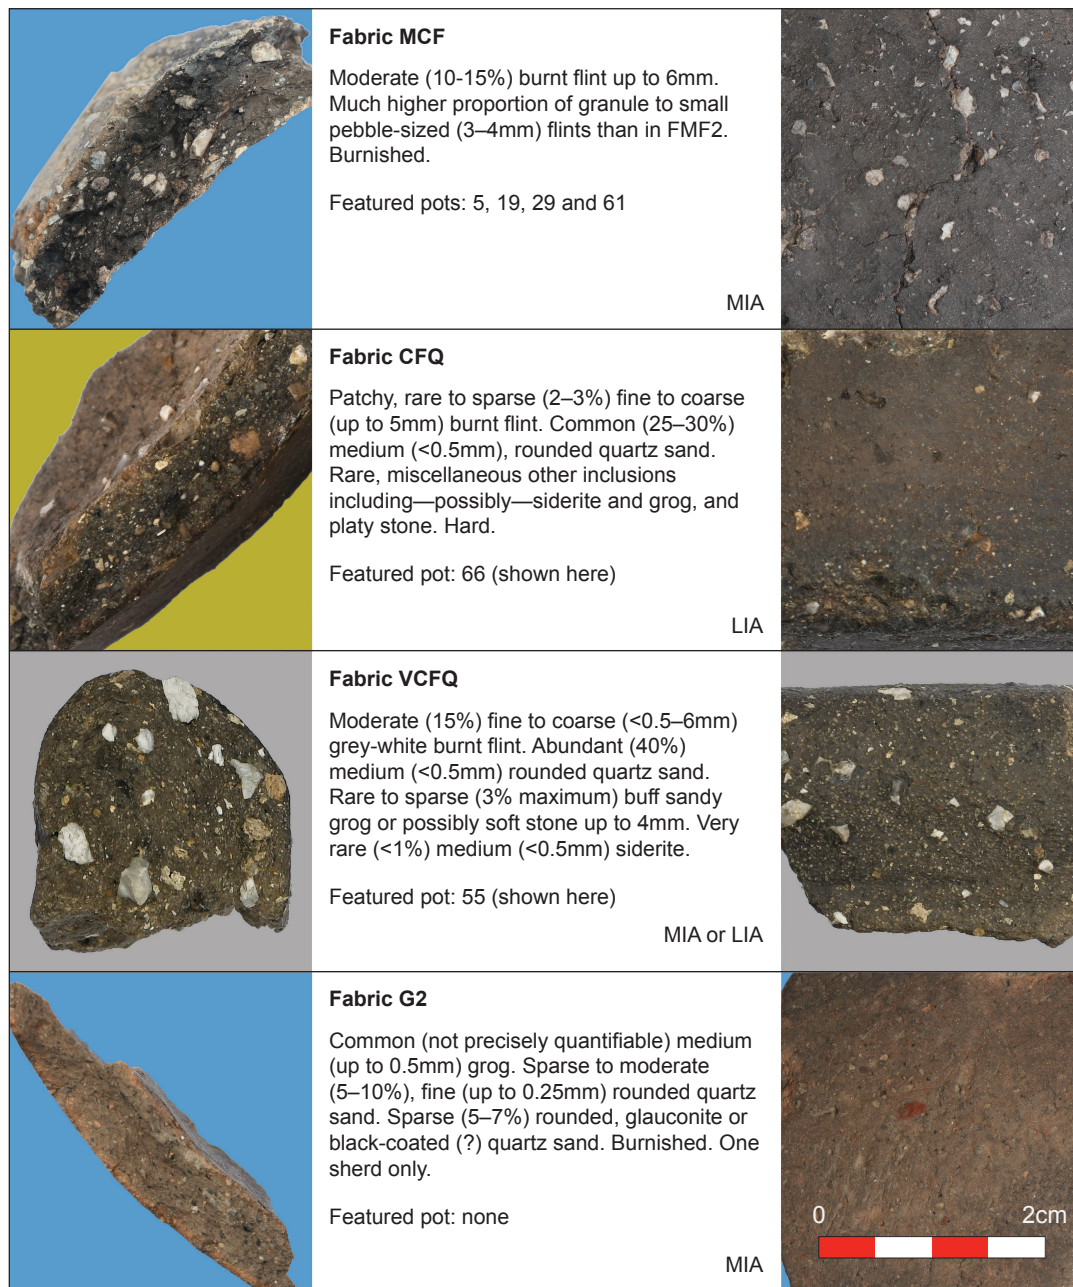 Fabric MCF
Moderate (10-15%) burnt flint up to 6mm.
Much higher proportion of granule to small
pebble-sized (3–4mm) flints than in FMF2.
Burnished.
Featured pots: 5, 19, 29 and 61
MIA
Fabric CFQ
Patchy, rare to sparse (2–3%) fine to coarse
(up to 5mm) burnt flint. Common (25–30%)
medium (<0.5mm), rounded quartz sand.
Rare, miscellaneous other inclusions
including—possibly—siderite and grog, and
platy stone. Hard.
Featured pot: 66 (shown here)
LIA
Fabric VCFQ
Moderate (15%) fine to coarse (<0.5–6mm)
grey-white burnt flint. Abundant (40%)
medium (<0.5mm) rounded quartz sand.
Rare to sparse (3% maximum) buff sandy
grog or possibly soft stone up to 4mm. Very
rare (<1%) medium (<0.5mm) siderite.
Featured pot: 55 (shown here)
MIA or LIA
Fabric G2
Common (not precisely quantifiable) medium
(up to 0.5mm) grog. Sparse to moderate
(5–10%), fine (up to 0.25mm) rounded quartz
sand. Sparse (5–7%) rounded, glauconite or
black-coated (?) quartz sand. Burnished. One
sherd only.
Featured pot: none
MIA
0 2cm